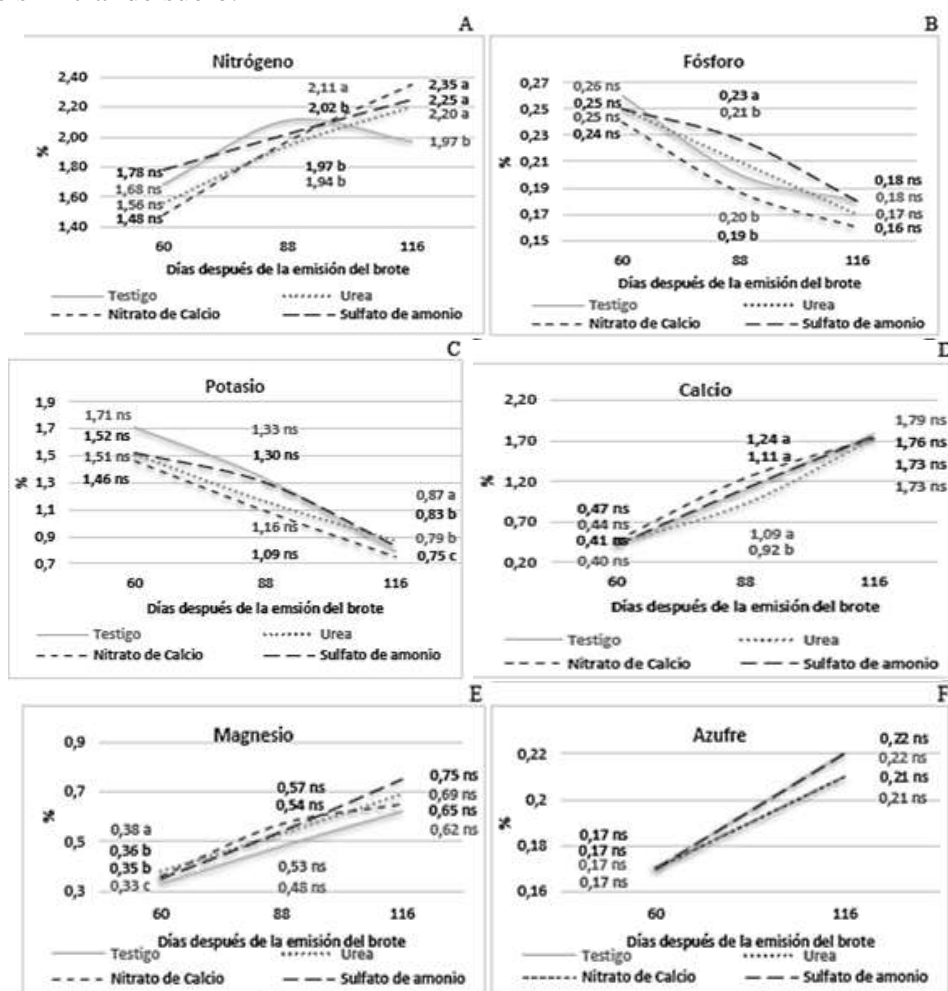 A
Nitrógeno
2,40
2,20
2,00
1,80
1,60
1,40
%
2,11 a
2,02 b
1,97 b
1,94 b
2,35 a
2,25 a
2,20 a
1,97 b
1,78 ns
1,68 ns
1,56 ns
1,48 ns
60 88 116
Días después de la emisión del brote
Testigo Urea
Nitrato de Calcio Sulfato de amonio
B
Fósforo
0,27
0,25
0,23
0,21
0,19
0,17
0,15
%
0,26 ns
0,25 ns
0,25 ns
0,24 ns
0,23 a
0,21 b
0,20 b
0,19 b
0,18 ns
0,18 ns
0,17 ns
0,16 ns
60 88 116
Días después de la emisión del brote
Testigo Urea
Nitrato de Calcio Sulfato de amonio
C
Potasio
1,9
1,7
1,5
1,3
1,1
0,9
0,7
%
1,71 ns
1,52 ns
1,51 ns
1,46 ns
1,33 ns
1,30 ns
1,16 ns
1,09 ns
0,87 a
0,83 b
0,79 b
0,75 c
60 88 116
Días después de la emsión del brote
Testigo Urea
Nitrato de Calcio Sulfato de amonio
D
Calcio
2,20
1,70
1,20
0,70
0,20
%
0,47 ns
0,44 ns
0,41 ns
0,40 ns
1,24 a
1,11 a
1,09 a
0,92 b
1,79 ns
1,76 ns
1,73 ns
1,73 ns
60 88 116
Días después de la emisión del brote
Testigo Urea
Nitrato de Calcio Sulfato de amonio
E
Magnesio
0,9
0,7
0,5
0,3
%
0,38 a
0,36 b
0,35 b
0,33 c
0,57 ns
0,54 ns
0,53 ns
0,48 ns
0,75 ns
0,69 ns
0,65 ns
0,62 ns
60 88 116
Días después de la emisión del brote
Testigo Urea
Nitrato de Calcio Sulfato de amonio
F
Azufre
0,22
0,2
0,18
0,16
%
0,17 ns
0,17 ns
0,17 ns
0,17 ns
0,22 ns
0,22 ns
0,21 ns
0,21 ns
60 116
Días después de la emisión del brote
Testigo Urea
Nitrato de Calcio Sulfato de amonio